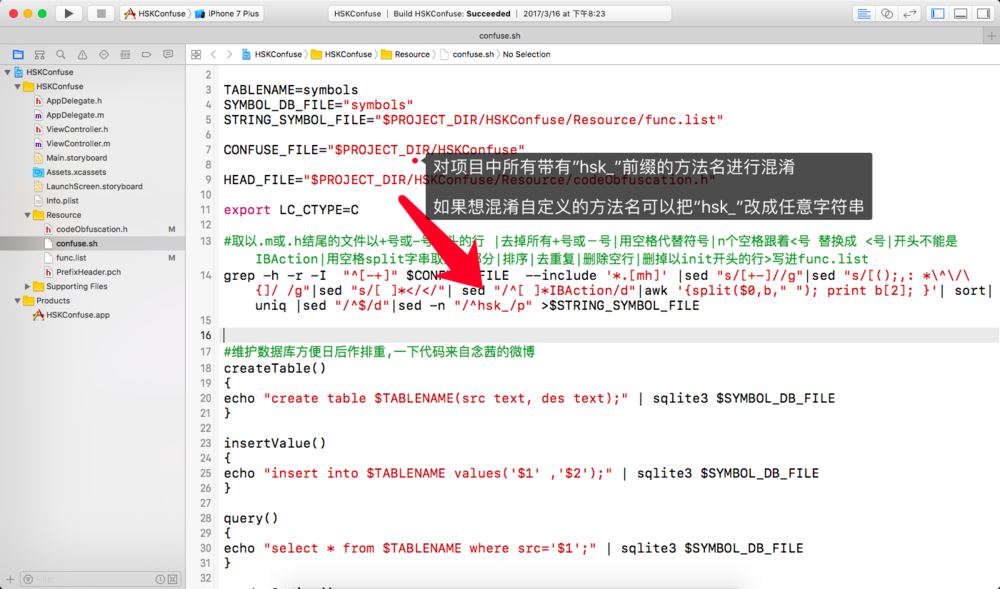 HSKConfuse
iPhone 7 Plus
HSKConfuse | Build HSKConfuse: Succeeded | 2017/3/16 at 下午8:23
confuse.sh
HSKConfuse
HSKConfuse
Resource
confuse.sh
No Selection
HSKConfuse
HSKConfuse
AppDelegate.h
AppDelegate.m
ViewController.h
ViewController.m
Main.storyboard
Assets.xcassets
LaunchScreen.storyboard
Info.plist
Resource
codeObfuscation.h M
confuse.sh
func.list M
PrefixHeader.pch
Supporting Files
Products
HSKConfuse.app
Filter
2
3 TABLENAME=symbols
4 SYMBOL_DB_FILE="symbols"
5 STRING_SYMBOL_FILE="$PROJECT_DIR/HSKConfuse/Resource/func.list"
6
7 CONFUSE_FILE="$PROJECT_DIR/HSKConfuse"
8
对项目中所有带有“hsk_”前缀的方法名进行混淆
如果想混淆自定义的方法名可以把“hsk_”改成任意字符串
9 HEAD_FILE="$PROJECT_DIR/HSKConfuse/Resource/codeObfuscation.h"
10
11 export LC_CTYPE=C
12
13 #取以.m或.h结尾的文件以+号或-号 头的行 |去掉所有+号或－号|用空格代替符号|n个空格跟着<号 替换成 <号|开头不能是
IBAction|用空格split字串取 部分|排序|去重复|删除空行|删掉以init开头的行>写进func.list
14 grep -h -r -I "^[-+]" $CON FILE --include '*.[mh]' |sed "s/[+-]//g"|sed "s/[();,: *\^\/\
{]/ /g"|sed "s/[ ]*</</"| sed "/^[ ]*IBAction/d"|awk '{split($0,b," "); print b[2]; }'| sort|
uniq |sed "/^$/d"|sed -n "/^hsk_/p" >$STRING_SYMBOL_FILE
15
16
17 #维护数据库方便日后作排重,一下代码来自念茜的微博
18 createTable()
19 {
20 echo "create table $TABLENAME(src text, des text);" | sqlite3 $SYMBOL_DB_FILE
21 }
22
23 insertValue()
24 {
25 echo "insert into $TABLENAME values('$1' ,'$2');" | sqlite3 $SYMBOL_DB_FILE
26 }
27
28 query()
29 {
30 echo "select * from $TABLENAME where src='$1';" | sqlite3 $SYMBOL_DB_FILE
31 }
32